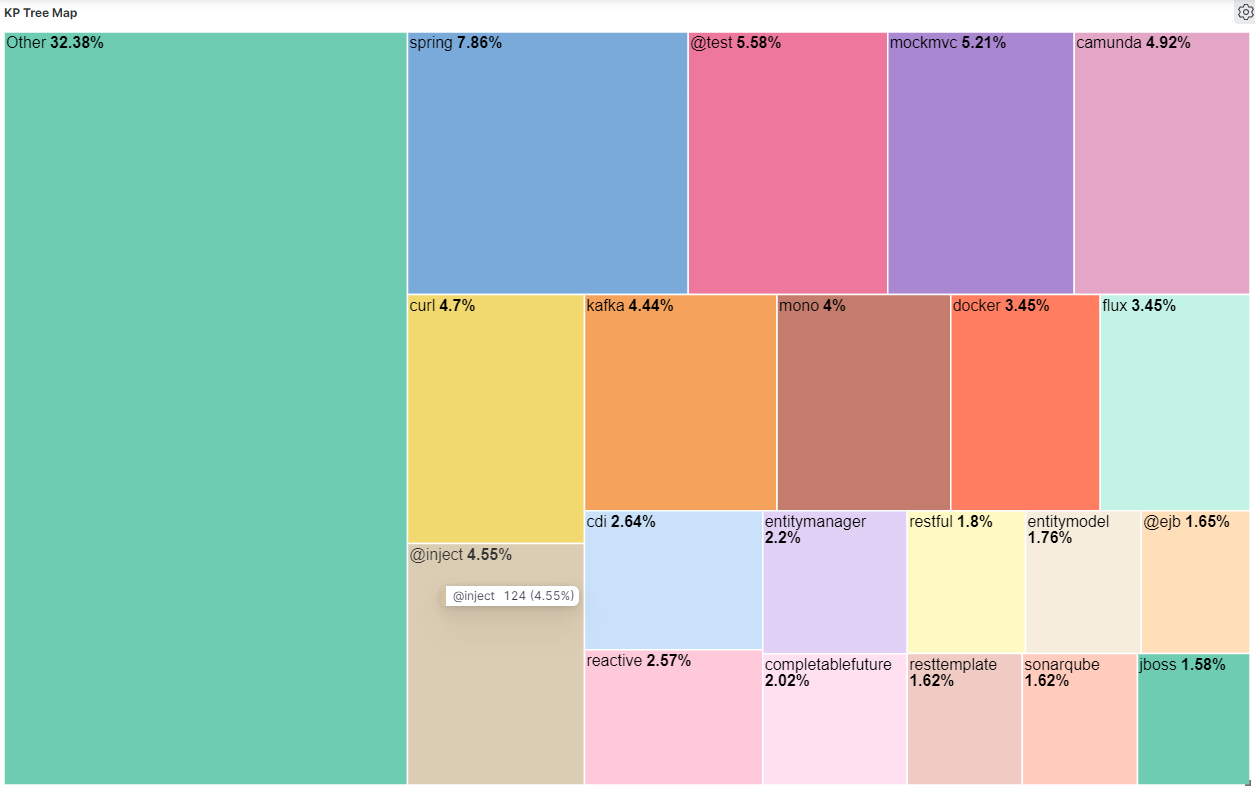 KP Tree Map
Other 32.38%
spring 7.86%
@test 5.58%
mockmvc 5.21%
camunda 4.92%
curl 4.7%
kafka 4.44%
mono 4%
docker 3.45%
flux 3.45%
@inject 4.55%
@inject 124 (4.55%)
cdi 2.64%
entitymanager
2.2%
restful 1.8%
entitymodel
1.76%
@ejb 1.65%
reactive 2.57%
completablefuture
2.02%
resttemplate
1.62%
sonarqube
1.62%
jboss 1.58%